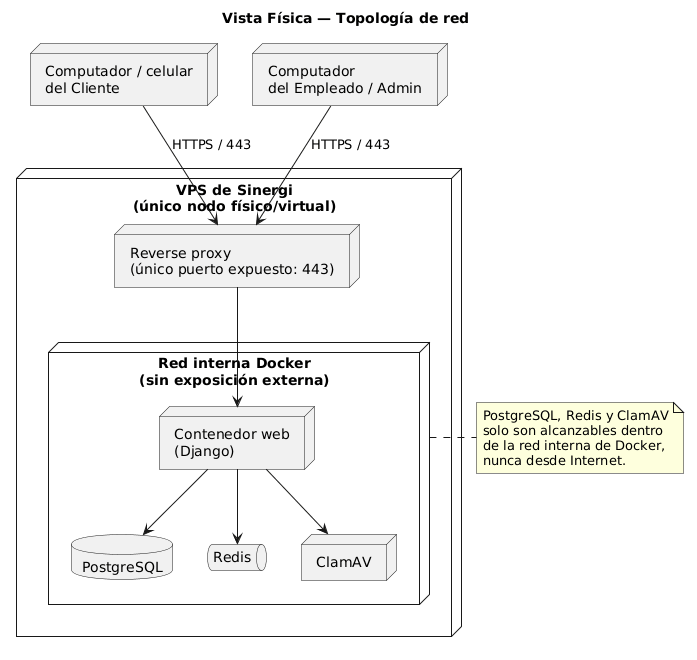 Vista Física — Topología de red
Computador / celular
del Cliente
Computador
del Empleado / Admin
HTTPS / 443
HTTPS / 443
VPS de Sinergi
(único nodo físico/virtual)
Reverse proxy
(único puerto expuesto: 443)
Red interna Docker
(sin exposición externa)
Contenedor web
(Django)
PostgreSQL, Redis y ClamAV
solo son alcanzables dentro
de la red interna de Docker,
nunca desde Internet.
PostgreSQL
Redis
ClamAV